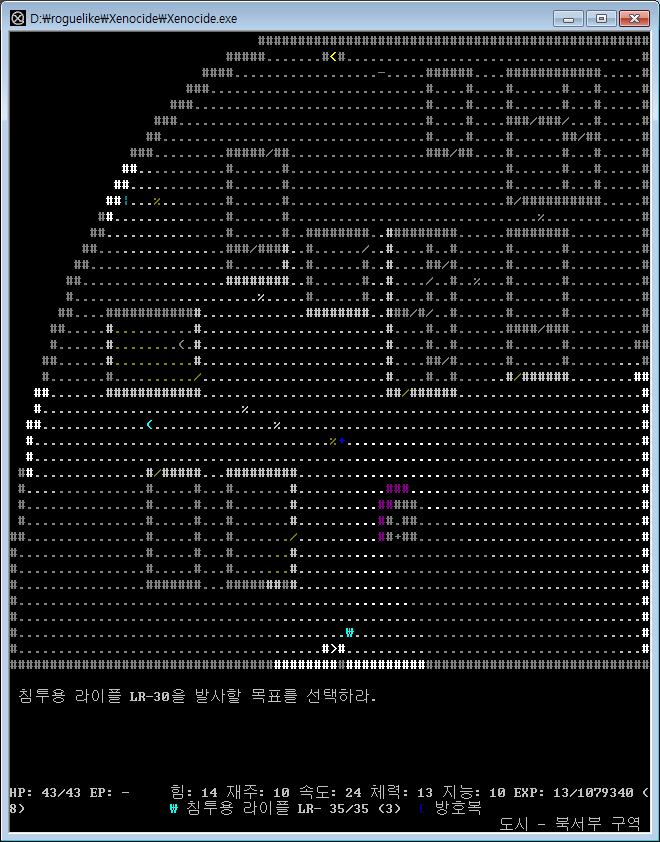 D:₩roguelike₩Xenocide₩Xenocide.exe
침투용 라이플 LR-30을 발사할 목표를 선택하라.
HP: 43/43 EP: - 힘: 14 재주: 10 속도: 24 체력: 13 지능: 10 EXP: 13/1079340 (
8) ₩ 침투용 라이플 LR- 35/35 (3) ( 방호복
도시 - 북서부 구역